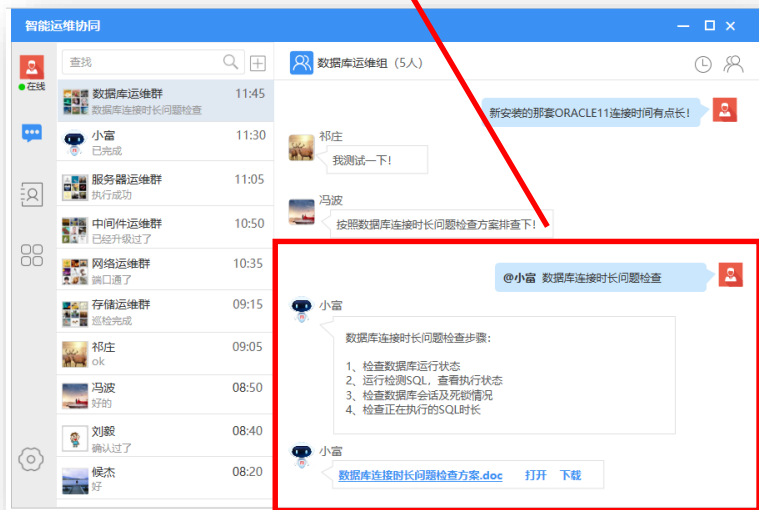 智能运维协同
在线
查找
数据库运维群 11:45
数据库连接时长问题检查
小富 11:30
已完成
服务器运维群 11:05
执行成功
中间件运维群 10:50
已经升级过了
网络运维群 10:35
端口通了
存储运维群 09:15
巡检完成
祁庄 09:05
ok
冯波 08:50
好的
刘毅 08:40
确认过了
候杰 08:20
好
数据库运维组（5人）
新安装的那套ORACLE11连接时间有点长！
祁庄
我测试一下！
冯波
按照数据库连接时长问题检查方案排查下！
@小富 数据库连接时长问题检查
小富
数据库连接时长问题检查步骤：
1、检查数据库运行状态
2、运行检测SQL，查看执行状态
3、检查数据库会话及死锁情况
4、检查正在执行的SQL时长
小富
数据库连接时长问题检查方案.doc 打开 下载